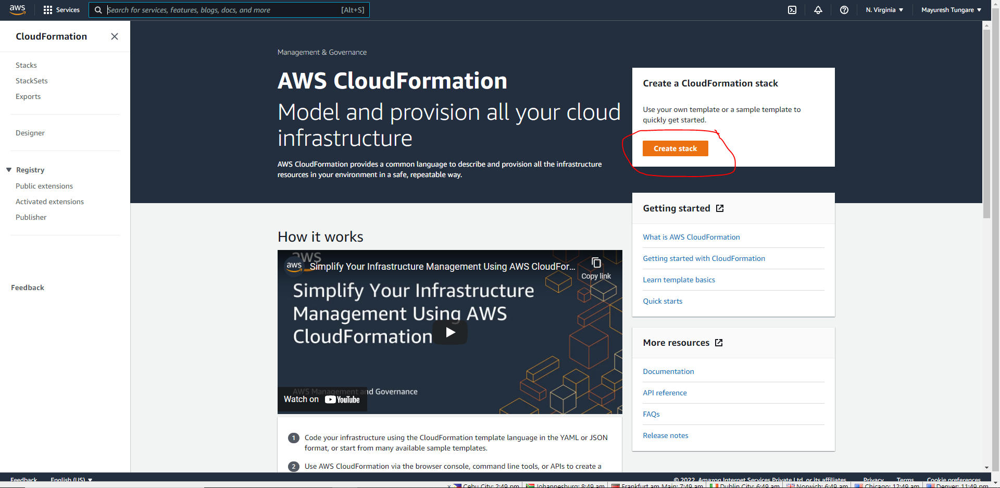 aws
Services
Search for services, features, blogs, docs, and more
[Alt+S]
N. Virginia
Mayuresh Tungare
CloudFormation
Stacks
StackSets
Exports
Designer
Registry
Public extensions
Activated extensions
Publisher
Feedback
Management & Governance
AWS CloudFormation
Model and provision all your cloud
infrastructure
AWS CloudFormation provides a common language to describe and provision all the infrastructure
resources in your environment in a safe, repeatable way.
Create a CloudFormation stack
Use your own template or a sample template to
quickly get started.
Create stack
Getting started
What is AWS CloudFormation
Getting started with CloudFormation
Learn template basics
Quick starts
More resources
Documentation
API reference
FAQs
Release notes
How it works
aws
aws
Simplify Your Infrastructure Management Using AWS CloudFor...
Copy link
Simplify Your Infrastructure
Management Using AWS
CloudFormation
AWS Management and Governance
Watch on YouTube
1 Code your infrastructure using the CloudFormation template language in the YAML or JSON
format, or start from many available sample templates.
2 Use AWS CloudFormation via the browser console, command line tools, or APIs to create a
Feedback
English (US)
© 2022, Amazon Internet Services Private Ltd. or its affiliates.
Privacy
Terms
Cookie preferences
Cebu City: 2:49 pm
Johannesburg: 8:49 am
Frankfurt am Main: 7:49 am
Dublin City: 6:49 am
Norwich: 6:49 am
Chicago: 12:49 am
Denver: 11:49 pm